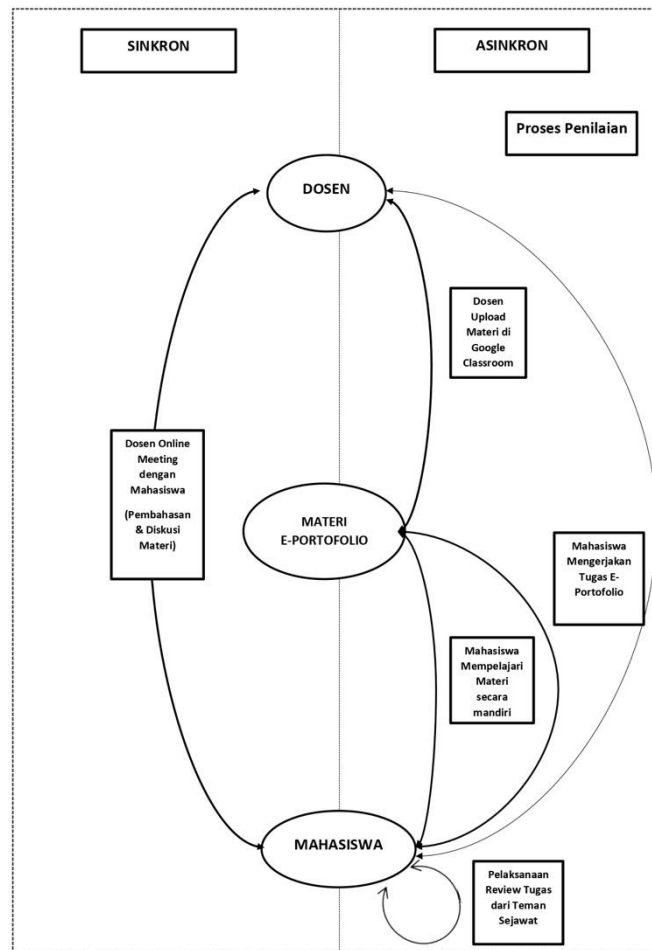 SINKRON
ASINKRON
Proses Penilaian
DOSEN
Dosen
Upload
Materi di
Google
Classroom
Dosen Online
Meeting
dengan
Mahasiswa
(Pembahasan
& Diskusi
Materi)
MATERI
E-PORTOFOLIO
Mahasiswa
Mengerjakan
Tugas E-
Portofolio
Mahasiswa
Mempelajari
Materi
secara
mandiri
MAHASISWA
Pelaksanaan
Review Tugas
dari Teman
Sejawat